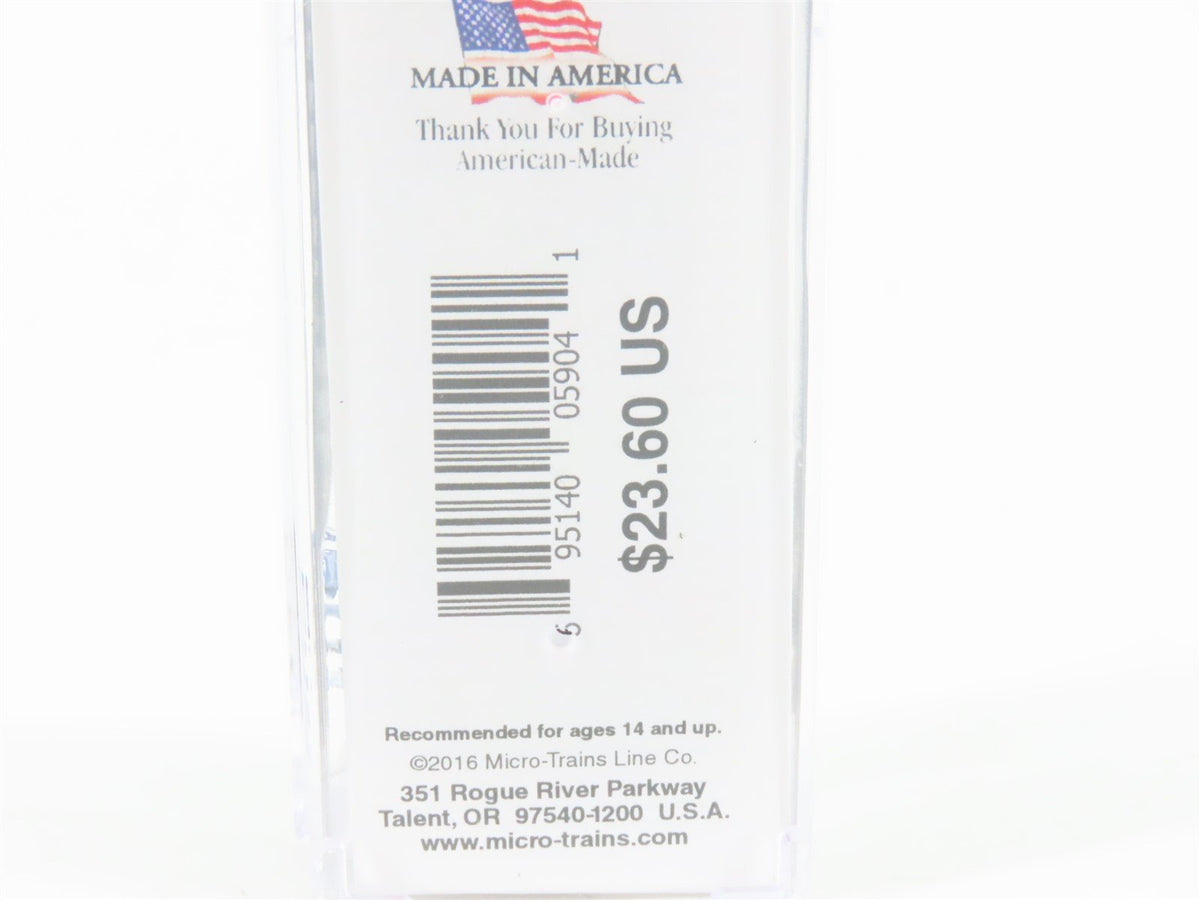 MADE IN AMERICA
Thank You For Buying
American-Made
6 95140 05904 1
$23.60 US
Recommended for ages 14 and up.
©2016 Micro-Trains Line Co.
351 Rogue River Parkway
Talent, OR 97540-1200 U.S.A.
www.micro-trains.com